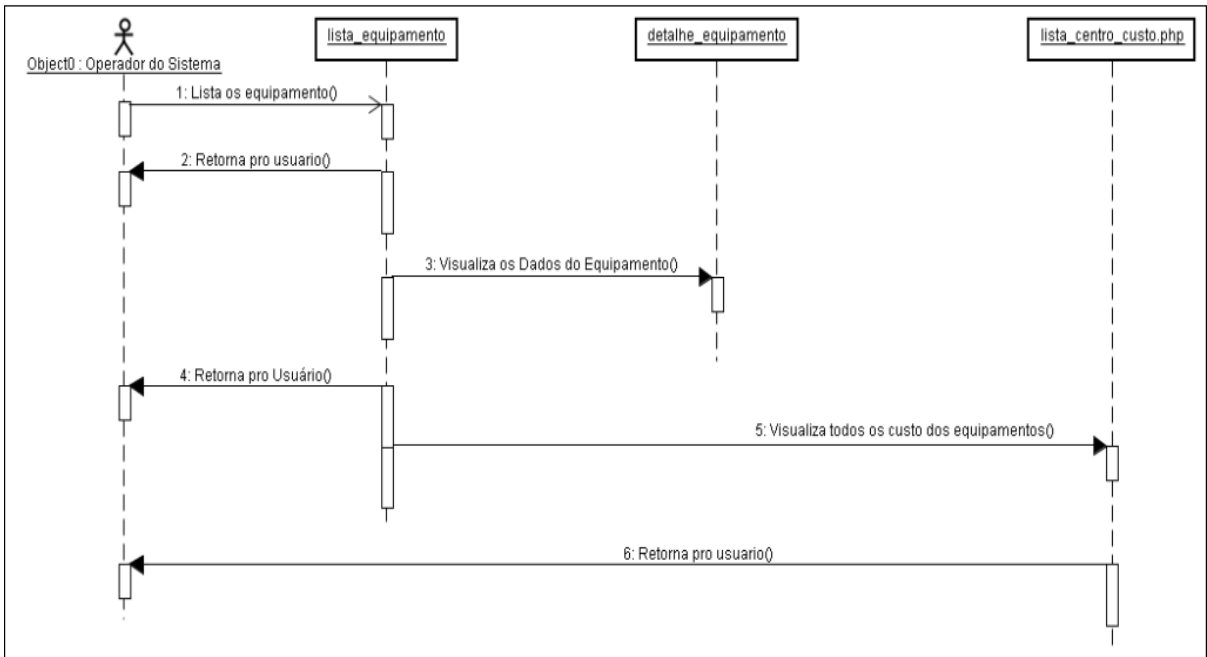 lista_equipamento
detalhe_equipamento
lista_centro_custo.php
Object0 : Operador do Sistema
1: Lista os equipamento()
2: Retorna pro usuario()
3: Visualiza os Dados do Equipamento()
4: Retorna pro Usuário()
5: Visualiza todos os custo dos equipamentos()
6: Retorna pro usuario()